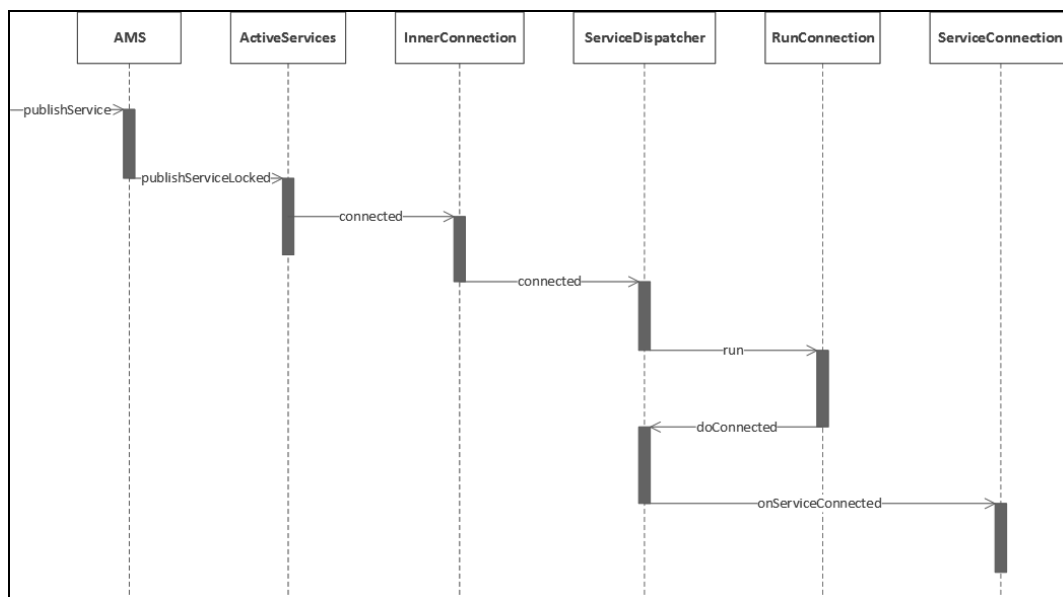 AMS
ActiveServices
InnerConnection
ServiceDispatcher
RunConnection
ServiceConnection
publishService
publishServiceLocked
connected
connected
run
doConnected
onServiceConnected